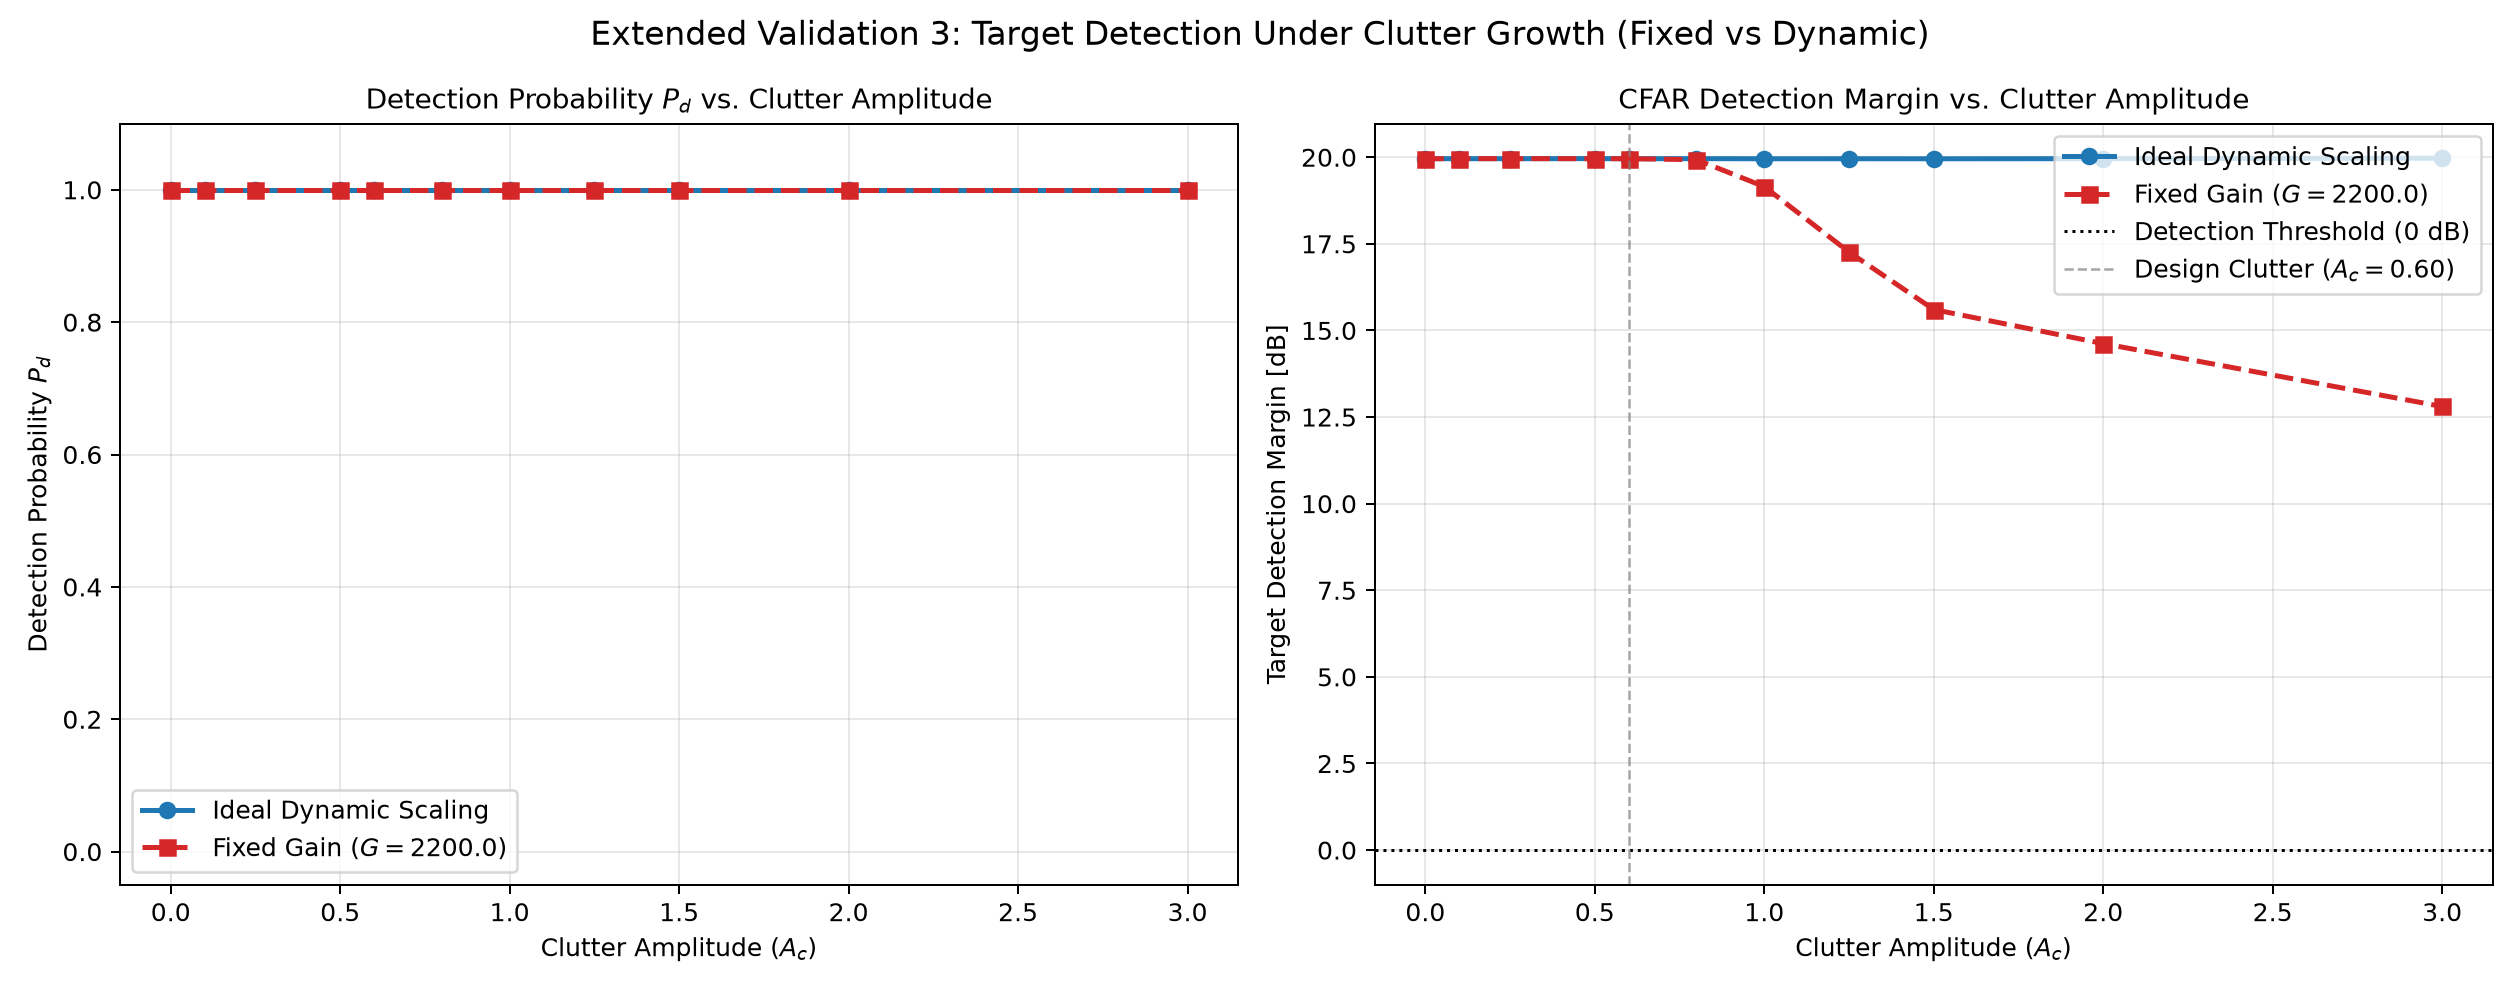 Extended Validation 3: Target Detection Under Clutter Growth (Fixed vs Dynamic)
Detection Probability P_d vs. Clutter Amplitude
Detection Probability P_d
1.0
0.8
0.6
0.4
0.2
0.0
Ideal Dynamic Scaling
Fixed Gain (G = 2200.0)
0.0 0.5 1.0 1.5 2.0 2.5 3.0
Clutter Amplitude (A_c)
CFAR Detection Margin vs. Clutter Amplitude
Target Detection Margin [dB]
20.0
17.5
15.0
12.5
10.0
7.5
5.0
2.5
0.0
Ideal Dynamic Scaling
Fixed Gain (G = 2200.0)
Detection Threshold (0 dB)
Design Clutter (A_c = 0.60)
0.0 0.5 1.0 1.5 2.0 2.5 3.0
Clutter Amplitude (A_c)